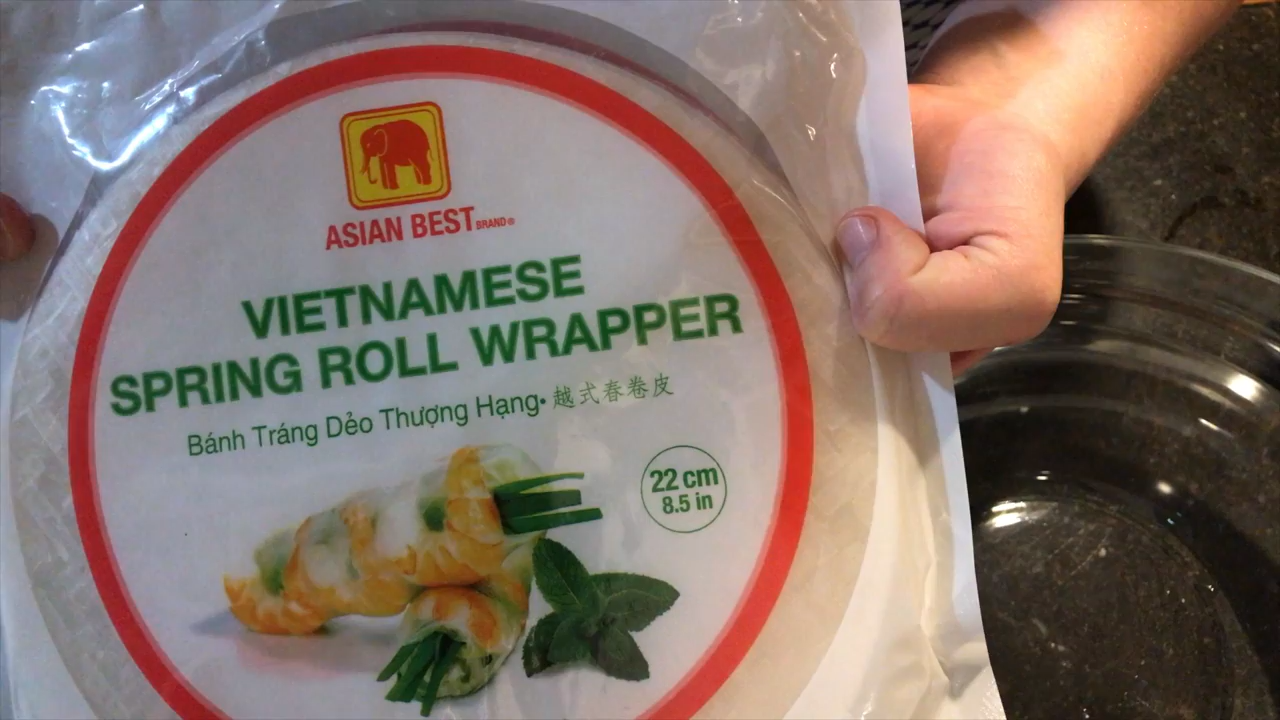 ASIAN BEST BRAND®
VIETNAMESE
SPRING ROLL WRAPPER
Bánh Tráng Dẻo Thượng Hạng• 越式春卷皮
22 cm
8.5 in